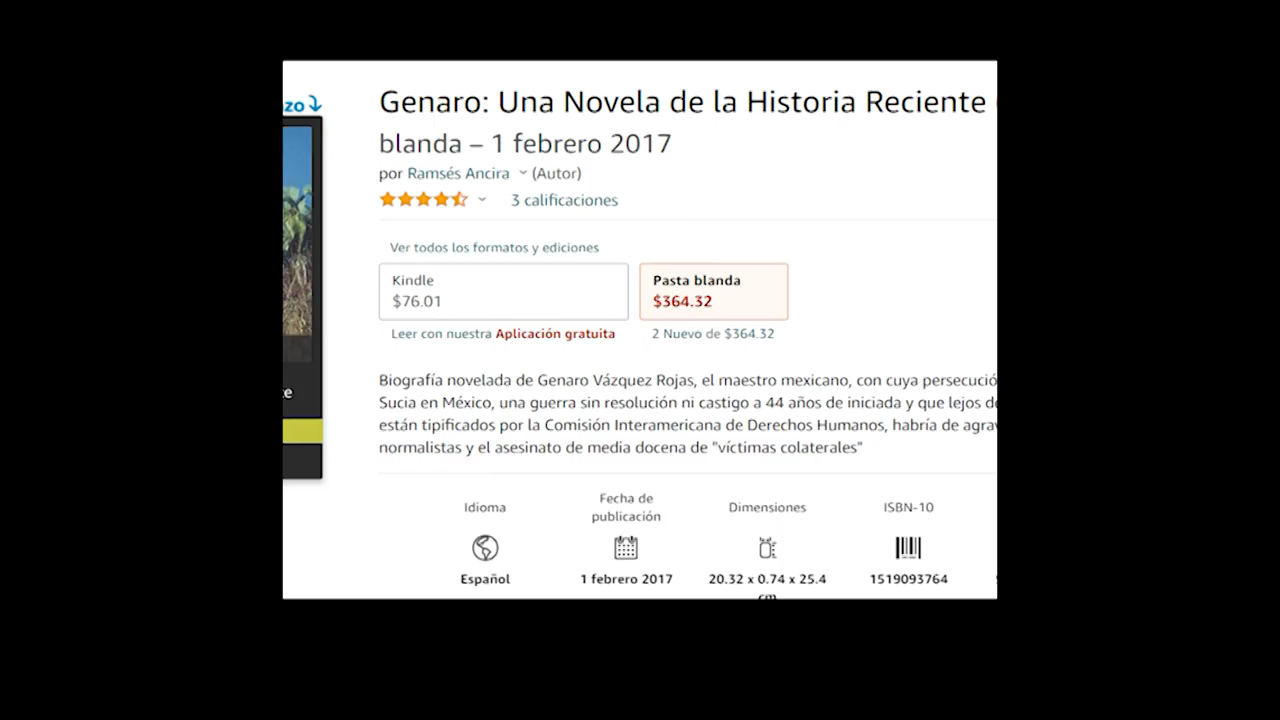 zo
Genaro: Una Novela de la Historia Reciente
blanda – 1 febrero 2017
por Ramsés Ancira (Autor)
3 calificaciones
Ver todos los formatos y ediciones
Kindle
$76.01
Pasta blanda
$364.32
Leer con nuestra Aplicación gratuita
2 Nuevo de $364.32
te
Biografía novelada de Genaro Vázquez Rojas, el maestro mexicano, con cuya persecució
Sucia en México, una guerra sin resolución ni castigo a 44 años de iniciada y que lejos de
están tipificados por la Comisión Interamericana de Derechos Humanos, habría de agrav
normalistas y el asesinato de media docena de "víctimas colaterales"
Idioma
Fecha de
publicación
Dimensiones
ISBN-10
Español
1 febrero 2017
20.32 x 0.74 x 25.4
cm
1519093764